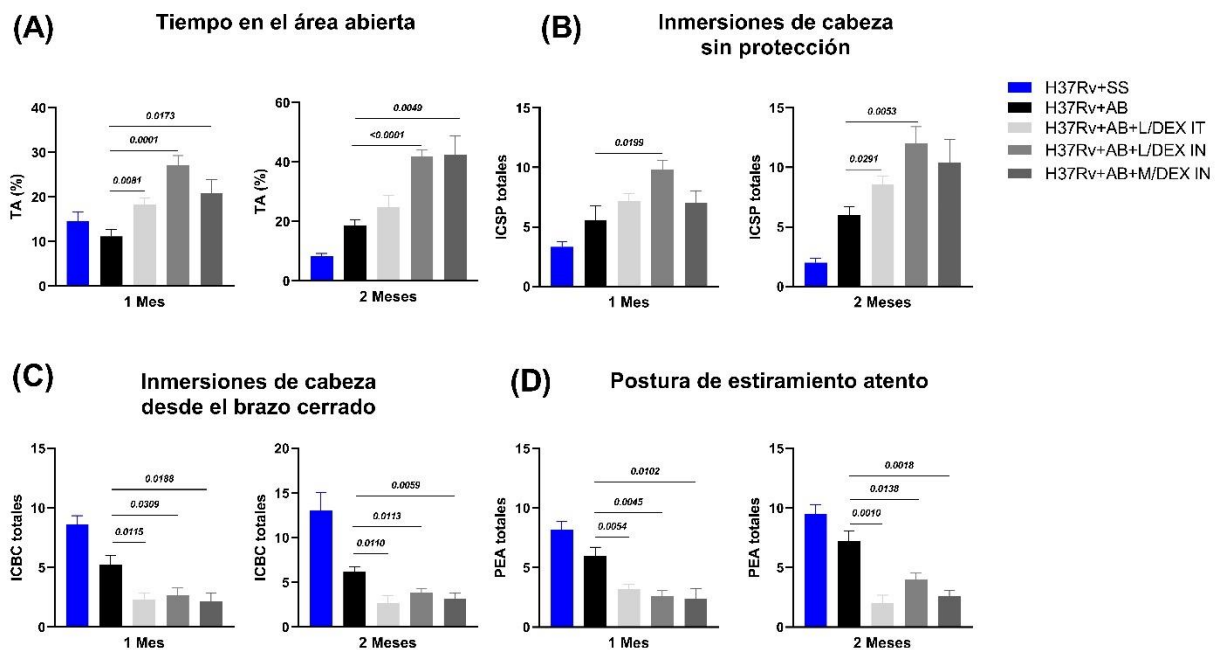 (A)
Tiempo en el área abierta
TA (%)
40
30
20
10
0
0.0173
0.0001
0.0081
1 Mes
TA (%)
60
40
20
0
0.0049
<0.0001
2 Meses
(B)
Inmersiones de cabeza
sin protección
ICSP totales
15
10
5
0
0.0199
1 Mes
ICSP totales
15
10
5
0
0.0053
0.0291
2 Meses
H37Rv+SS
H37Rv+AB
H37Rv+AB+L/DEX IT
H37Rv+AB+L/DEX IN
H37Rv+AB+M/DEX IN
(C)
Inmersiones de cabeza
desde el brazo cerrado
ICBC totales
15
10
5
0
0.0188
0.0309
0.0115
1 Mes
ICBC totales
20
15
10
5
0
0.0059
0.0113
0.0110
2 Meses
(D)
Postura de estiramiento atento
PEA totales
15
10
5
0
0.0102
0.0045
0.0054
1 Mes
PEA totales
15
10
5
0
0.0018
0.0138
0.0010
2 Meses